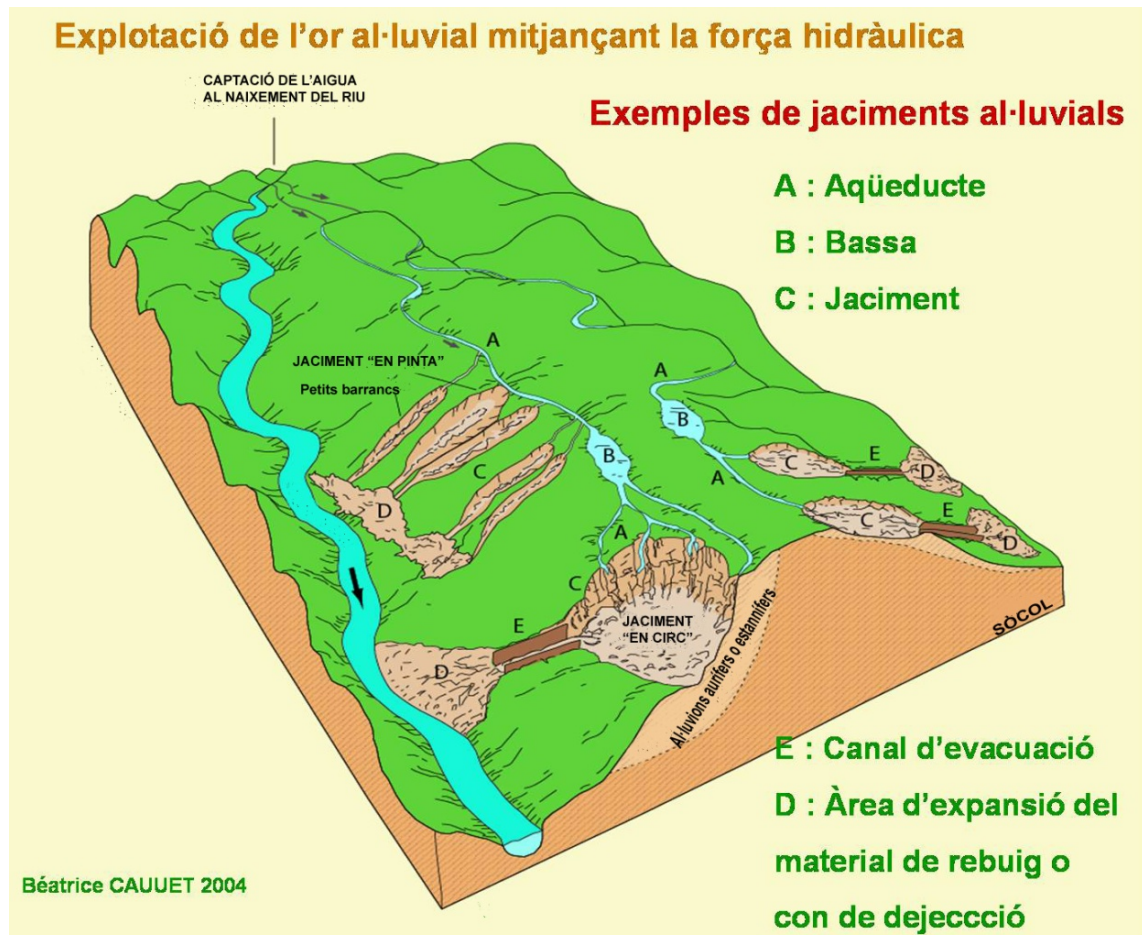 Explotació de l'or al·luvial mitjançant la força hidràulica
CAPTACIÓ DE L'AIGUA
AL NAIXEMENT DEL RIU
Exemples de jaciments al·luvials
A : Aqüeducte
B : Bassa
C : Jaciment
JACIMENT "EN PINTA"
Petits barrancs
A
A
B
B
C
E
D
A
C
C
E
D
D
A
C
JACIMENT
"EN CIRC"
E
D
Al·luvions aurífers o estannífers
SÒCOL
E : Canal d'evacuació
D : Àrea d'expansió del
material de rebuig o
con de dejeccció
Béatrice CAUUET 2004